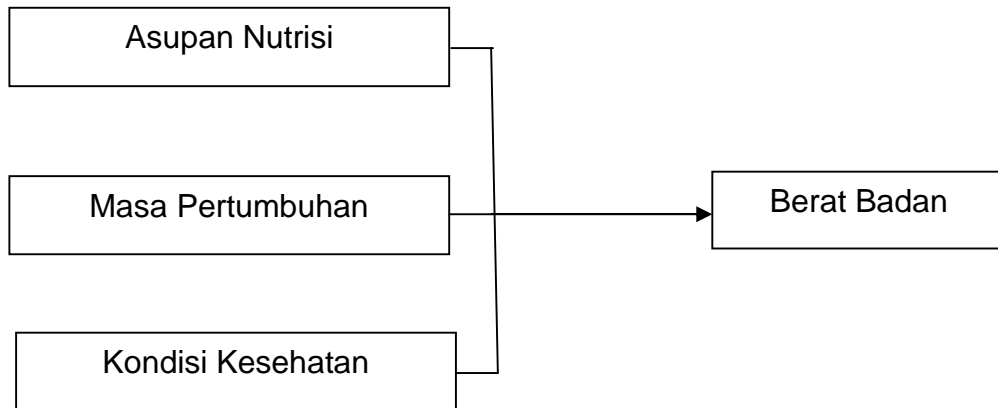 Asupan Nutrisi
Masa Pertumbuhan
Berat Badan
Kondisi Kesehatan